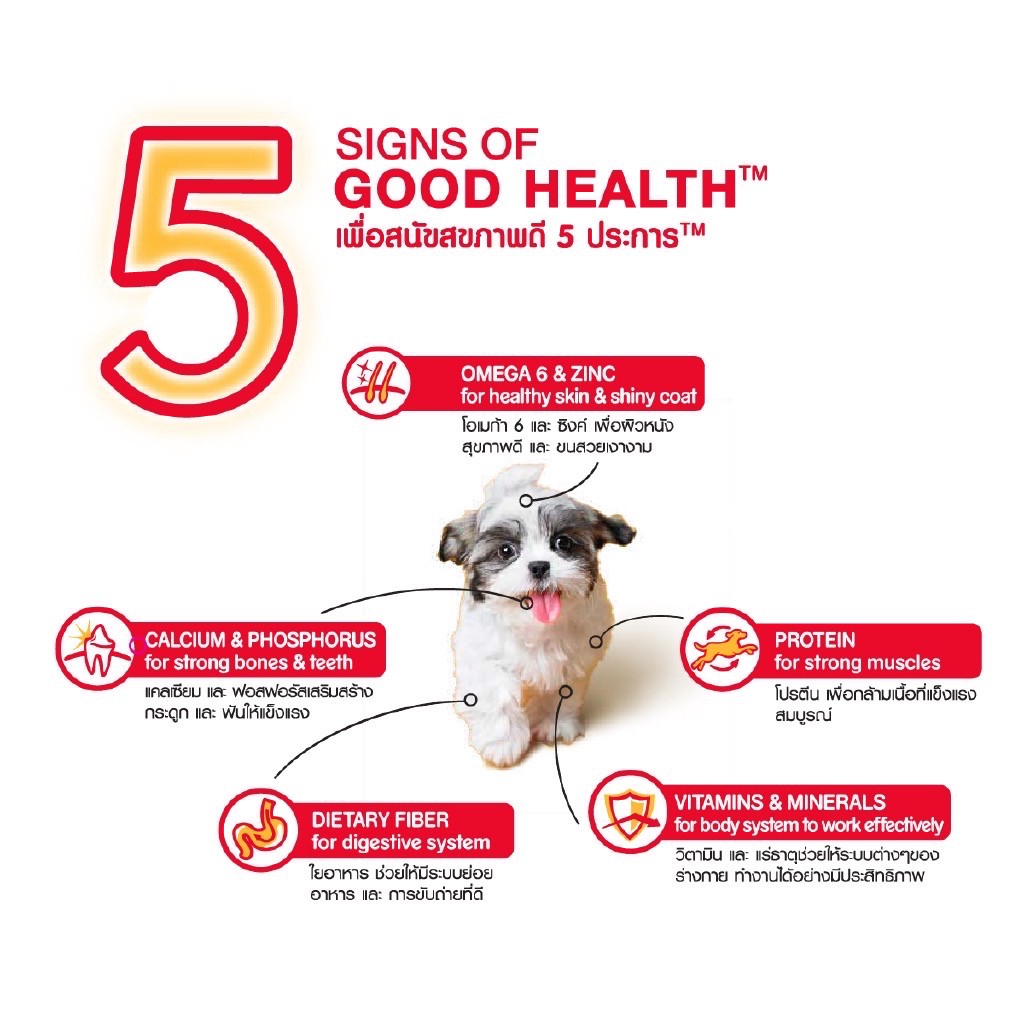 5
SIGNS OF
GOOD HEALTH™
เพื่อสุนัขสุขภาพดี 5 ประการ™
OMEGA 6 & ZINC
for healthy skin & shiny coat
โอเมก้า 6 และ ซิงค์ เพื่อผิวหนัง
สุขภาพดี และ ขนสวยเงางาม
CALCIUM & PHOSPHORUS
for strong bones & teeth
แคลเซียม และ ฟอสฟอรัสเสริมสร้าง
กระดูก และ ฟันให้แข็งแรง
PROTEIN
for strong muscles
โปรตีน เพื่อกล้ามเนื้อที่แข็งแรง
สมบูรณ์
DIETARY FIBER
for digestive system
ใยอาหาร ช่วยให้มีระบบย่อย
อาหาร และ การขับถ่ายที่ดี
VITAMINS & MINERALS
for body system to work effectively
วิตามิน และ แร่ธาตุช่วยให้ระบบต่างๆของ
ร่างกาย ทำงานได้อย่างมีประสิทธิภาพ